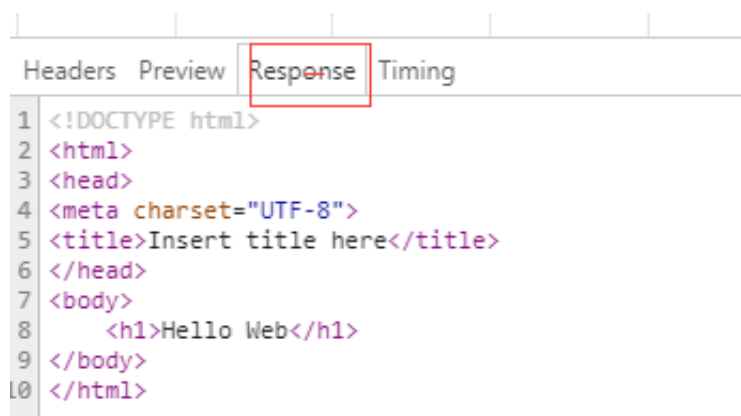 Headers Preview Response Timing
1 <!DOCTYPE html>
2 <html>
3 <head>
4 <meta charset="UTF-8">
5 <title>Insert title here</title>
6 </head>
7 <body>
8     <h1>Hello Web</h1>
9 </body>
10 </html>